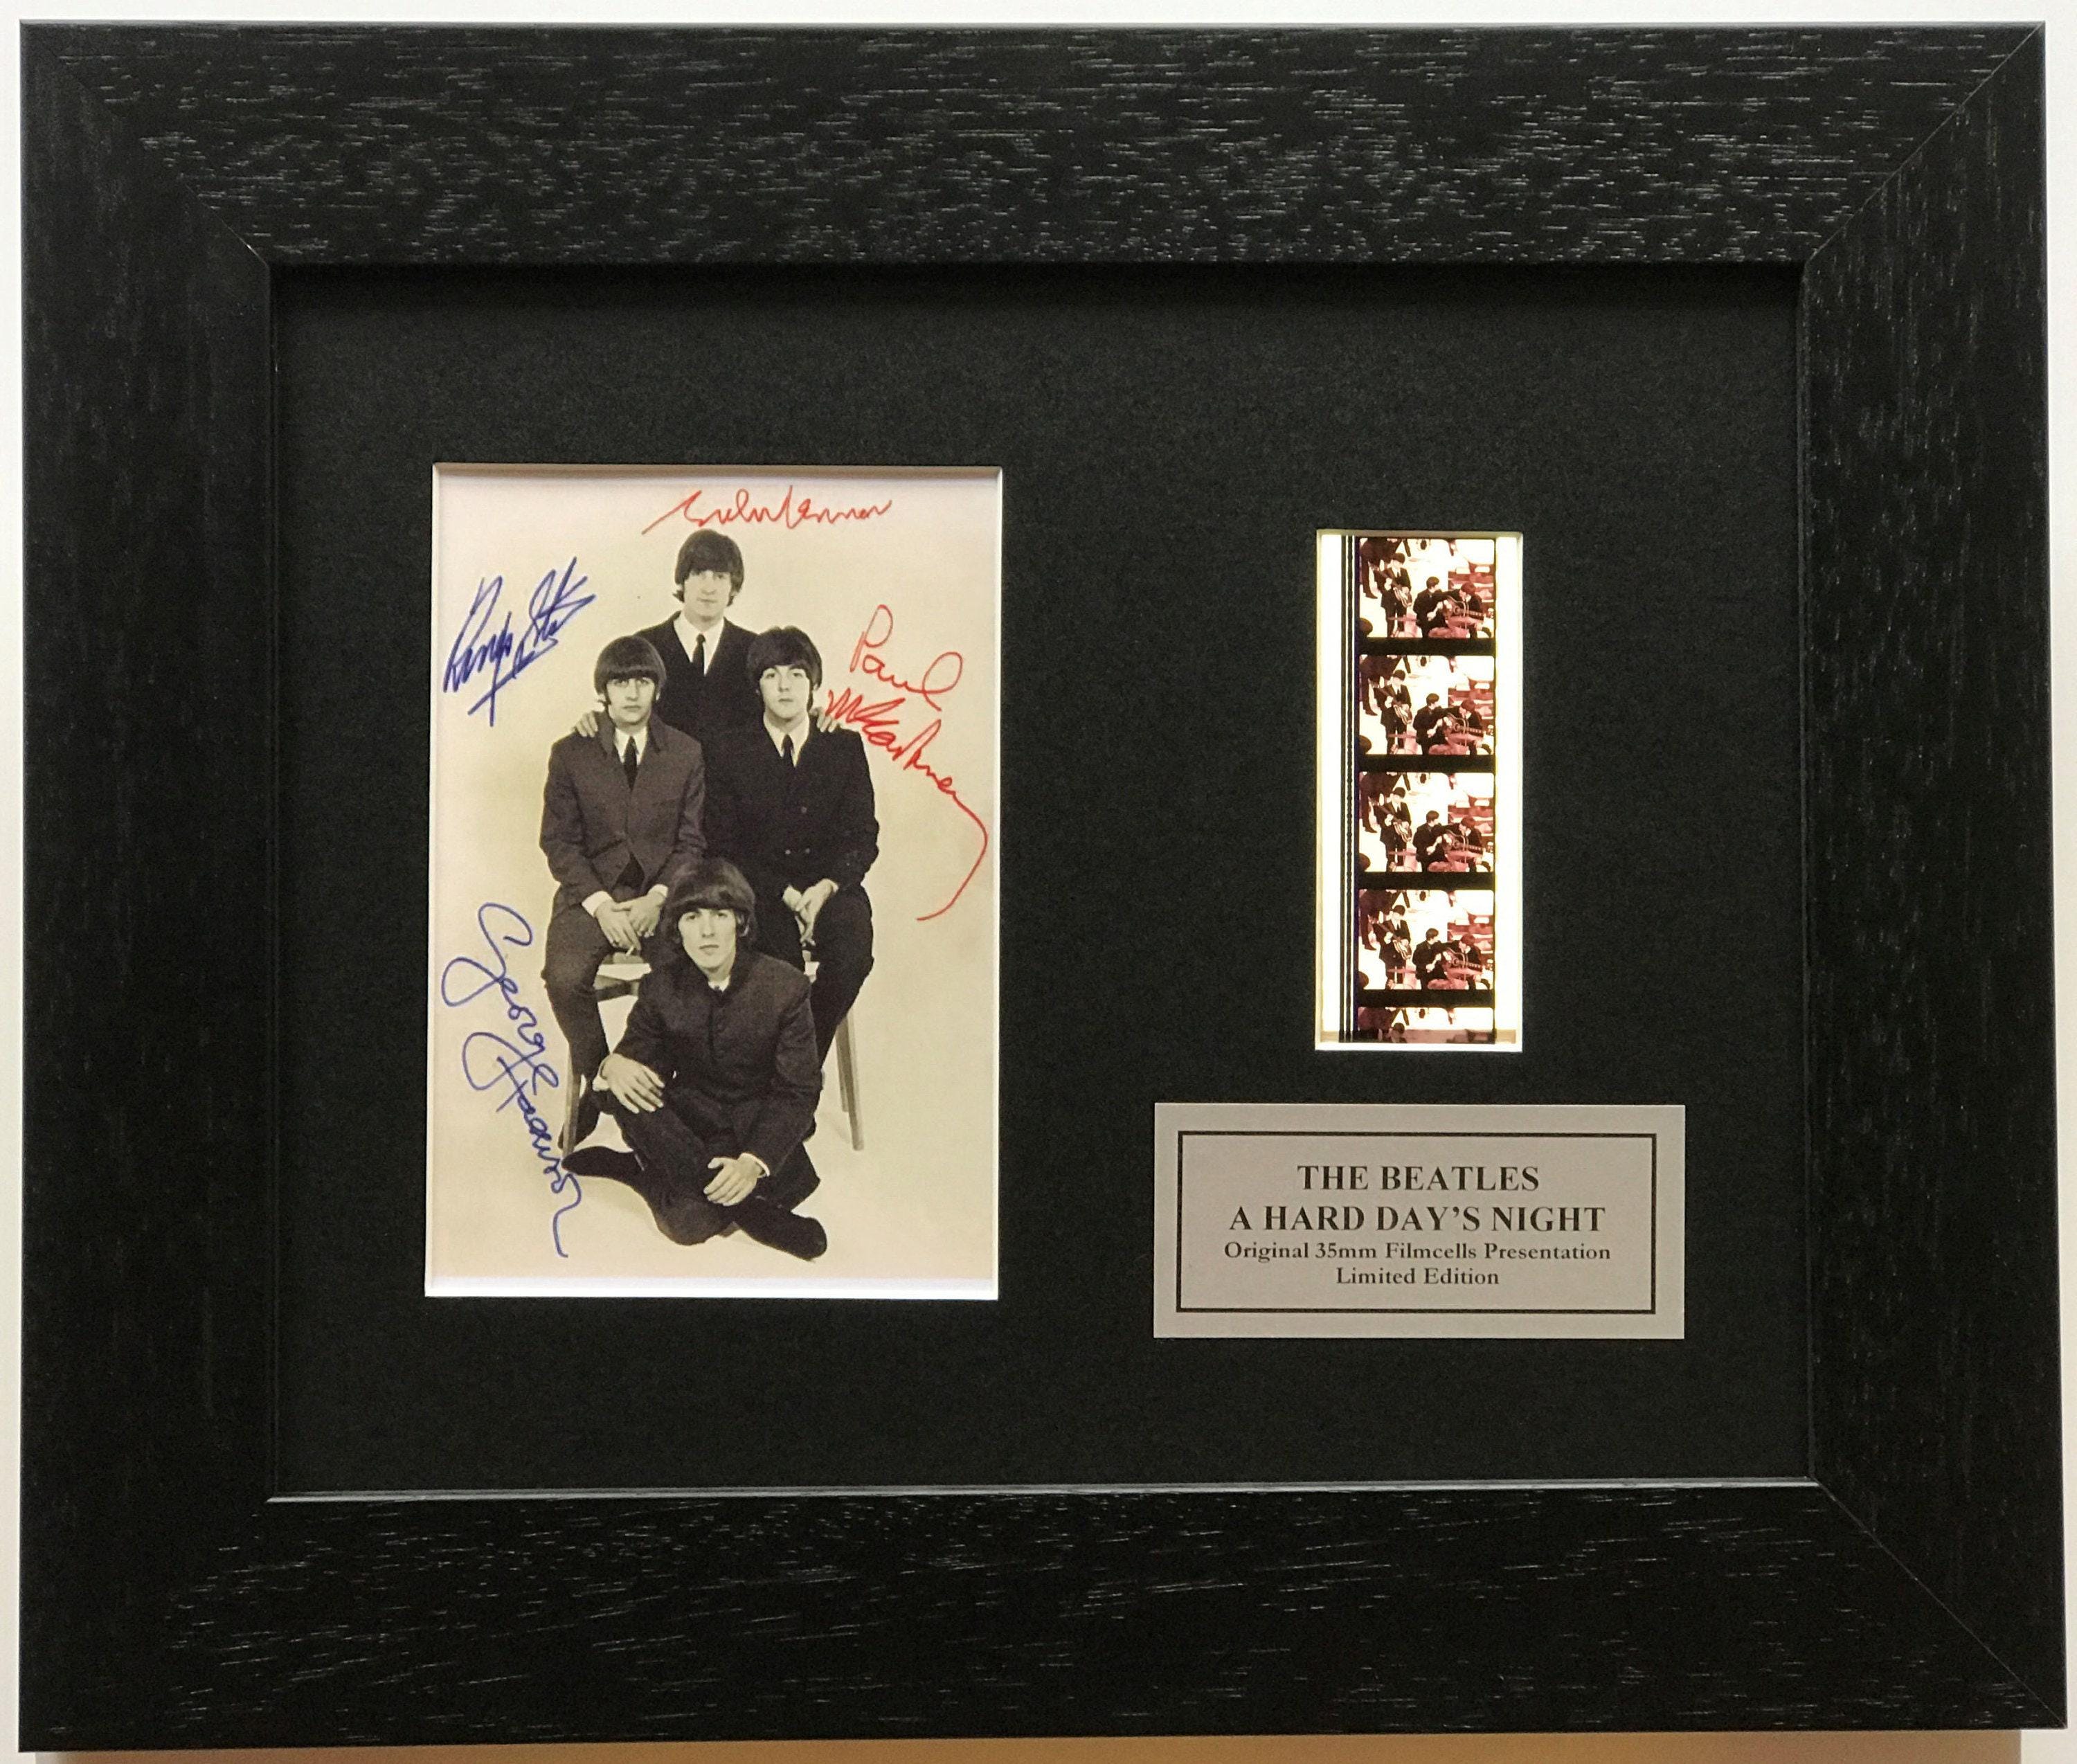 John Lennon
Ringo Starr
Paul
McCartney
George
Harrison
THE BEATLES
A HARD DAY'S NIGHT
Original 35mm Filmcells Presentation
Limited Edition